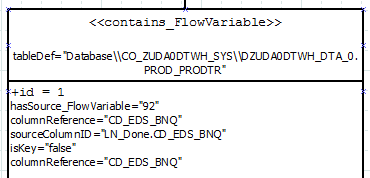 <<contains_FlowVariable>>
tableDef="Database\\CO_ZUDA0DTWH_SYS\\DZUDA0DTWH_DTA_0.
PROD_PRODTR"
+id = 1
hasSource_FlowVariable="92"
columnReference="CD_EDS_BNQ"
sourceColumnID="LN_Done.CD_EDS_BNQ"
isKey="false"
columnReference="CD_EDS_BNQ"